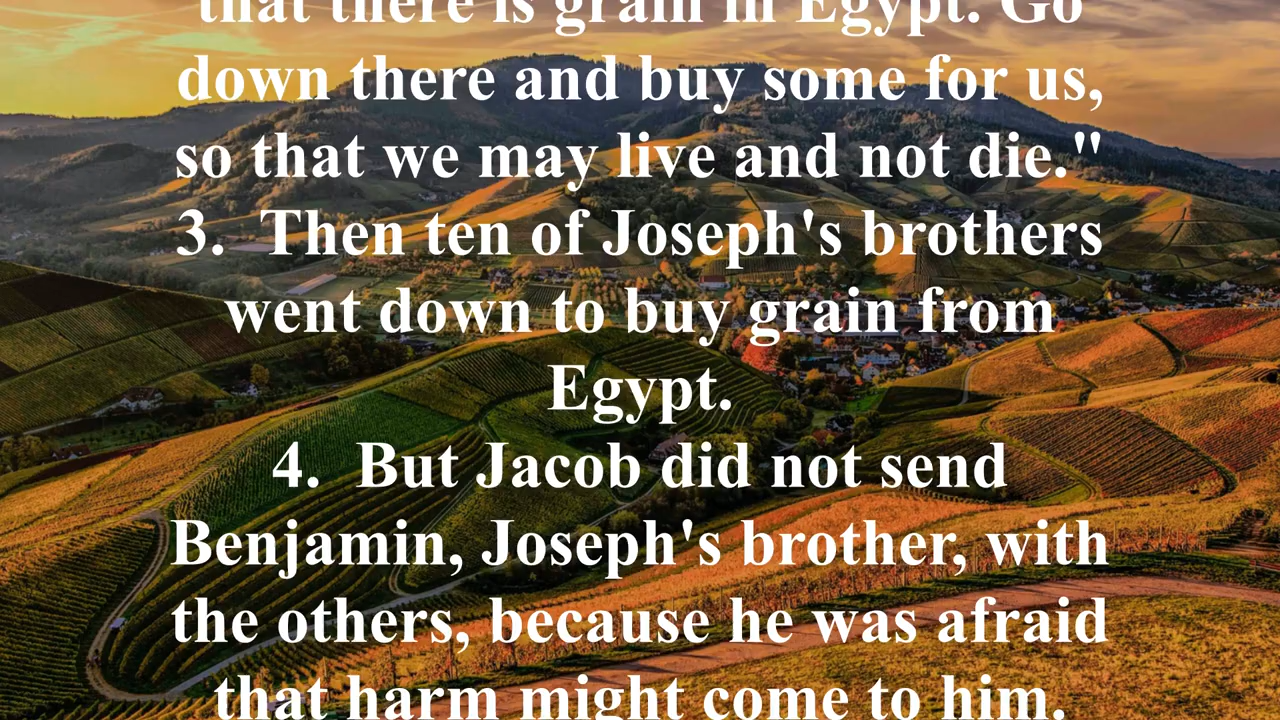 that there is grain in Egypt. Go
down there and buy some for us,
so that we may live and not die."
3.  Then ten of Joseph's brothers
went down to buy grain from
Egypt.
4.  But Jacob did not send
Benjamin, Joseph's brother, with
the others, because he was afraid
that harm might come to him.